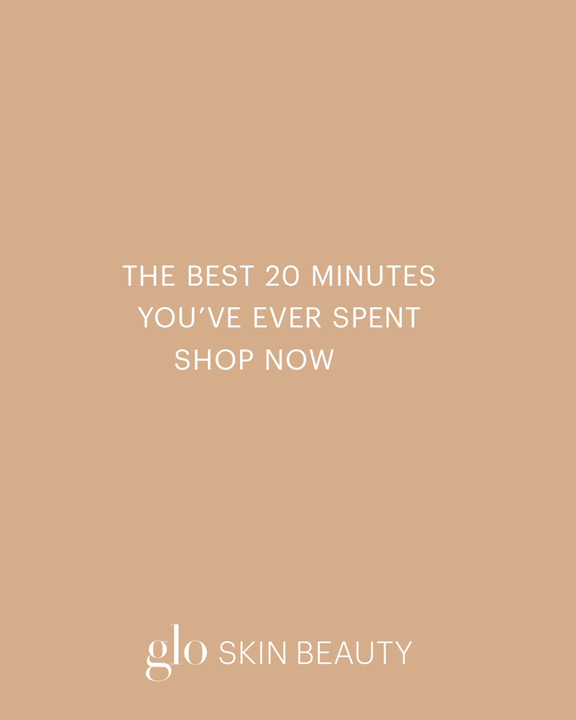 THE BEST 20 MINUTES
YOU’VE EVER SPENT
SHOP NOW
glo SKIN BEAUTY